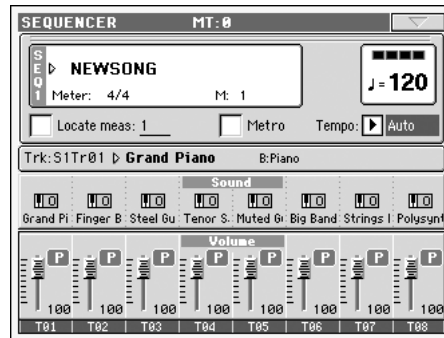 SEQUENCER MT:0
SEQ1
NEWSONG
Meter: 4/4 M: 1
♩=120
Locate meas: 1 Metro Tempo: Auto
Trk:S1Tr01 Grand Piano B:Piano
Sound
Grand Pi Finger B Steel Gu Tenor S. Muted Gu Big Band Strings I Polysynt
Volume
P P P P P P P P
100 100 100 100 100 100 100 100
T01 T02 T03 T04 T05 T06 T07 T08